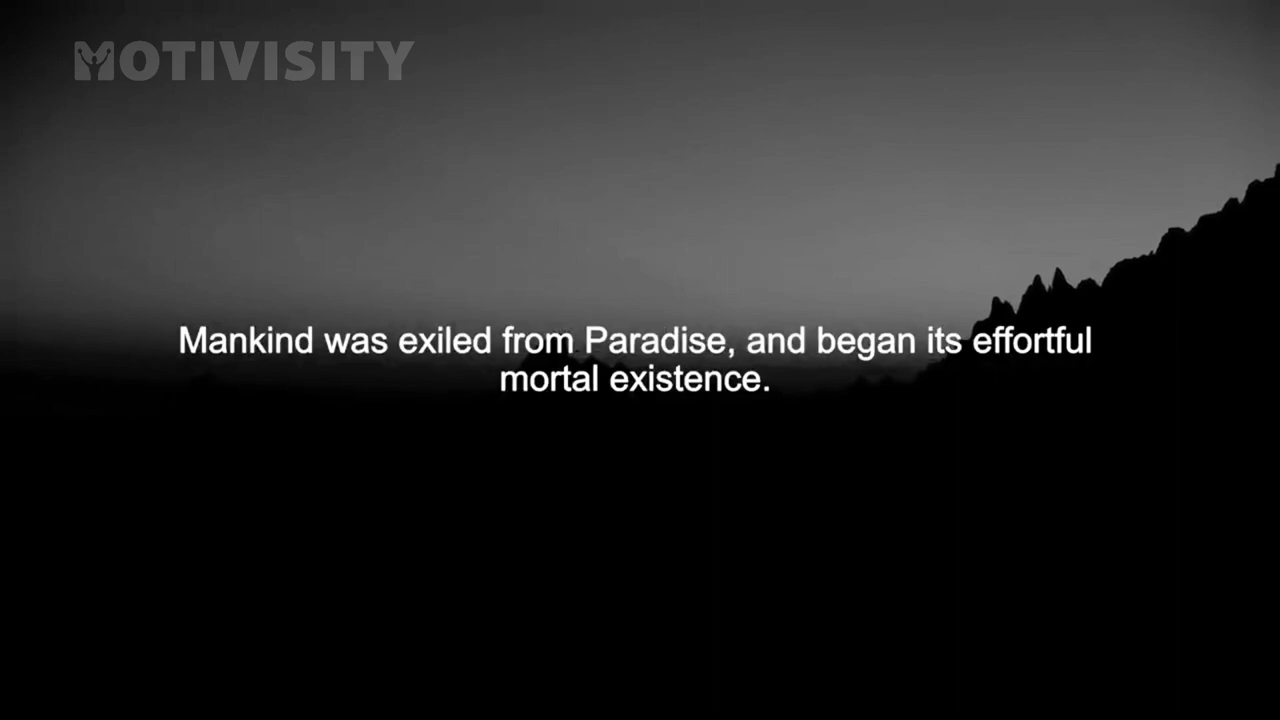 MOTIVISITY
Mankind was exiled from Paradise, and began its effortful
mortal existence.